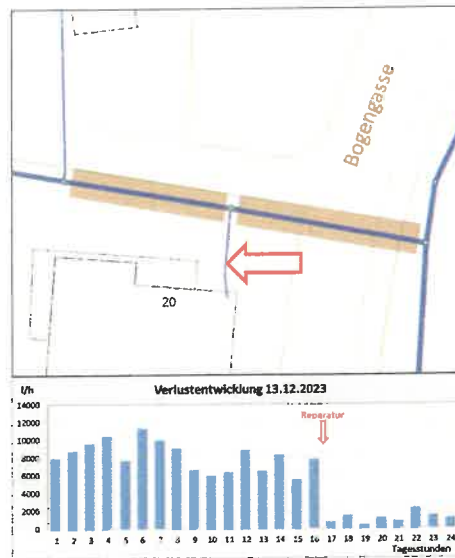 Bogengasse
20
l/h
Verlustentwicklung 13.12.2023
14000
12000
10000
8000
6000
4000
2000
0
Reparatur
1 2 3 4 5 6 7 8 9 10 11 12 13 14 15 16 17 18 19 20 21 22 23 24
Tagesstunden